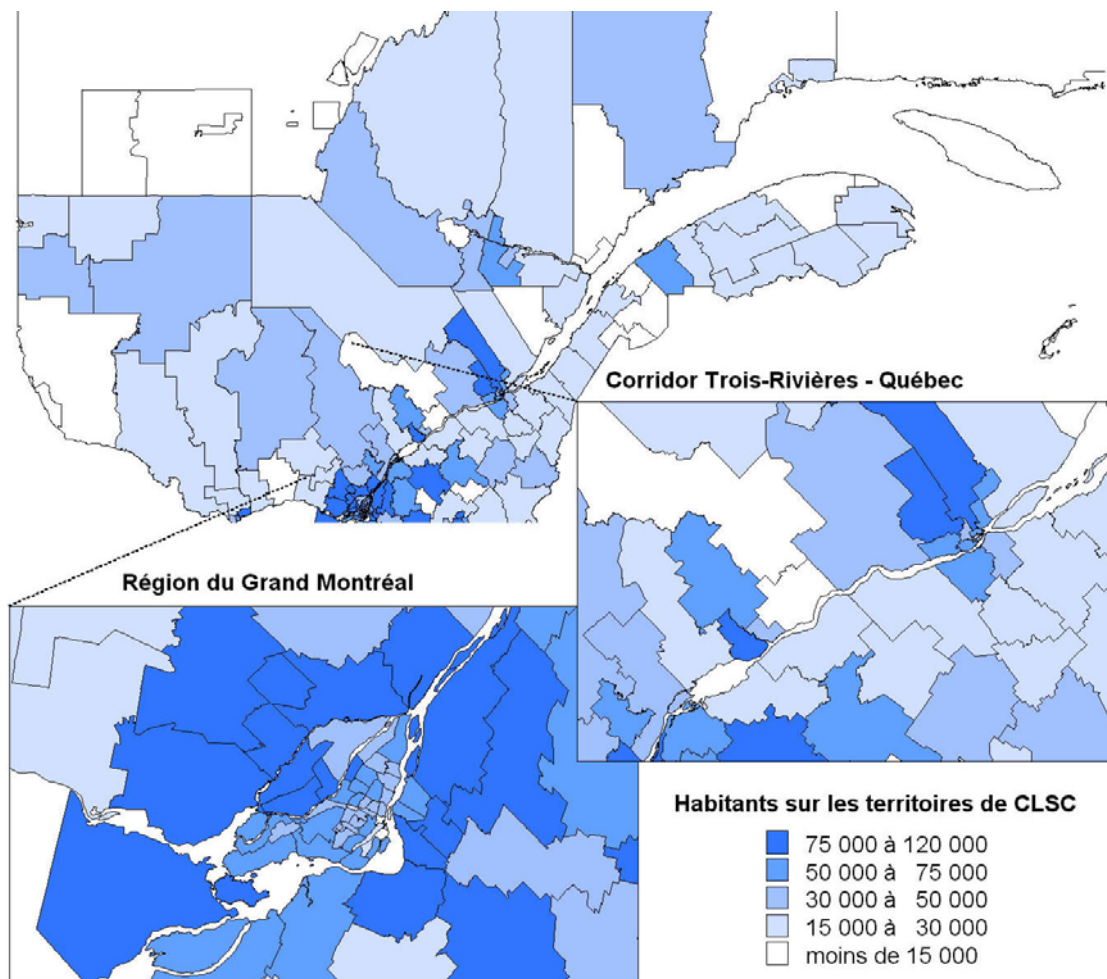 Corridor Trois-Rivières - Québec
Région du Grand Montréal
Habitants sur les territoires de CLSC
75 000 à 120 000
50 000 à 75 000
30 000 à 50 000
15 000 à 30 000
moins de 15 000